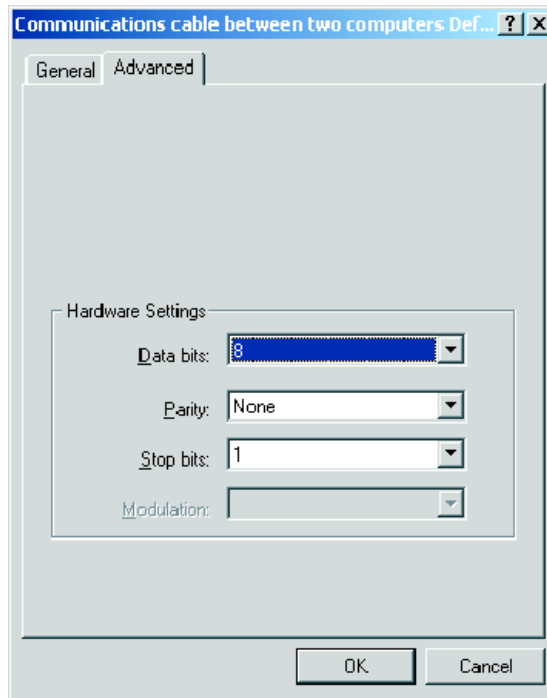 Communications cable between two computers Def... ? X
General Advanced
Hardware Settings
Data bits: 8
Parity: None
Stop bits: 1
Modulation:
OK Cancel